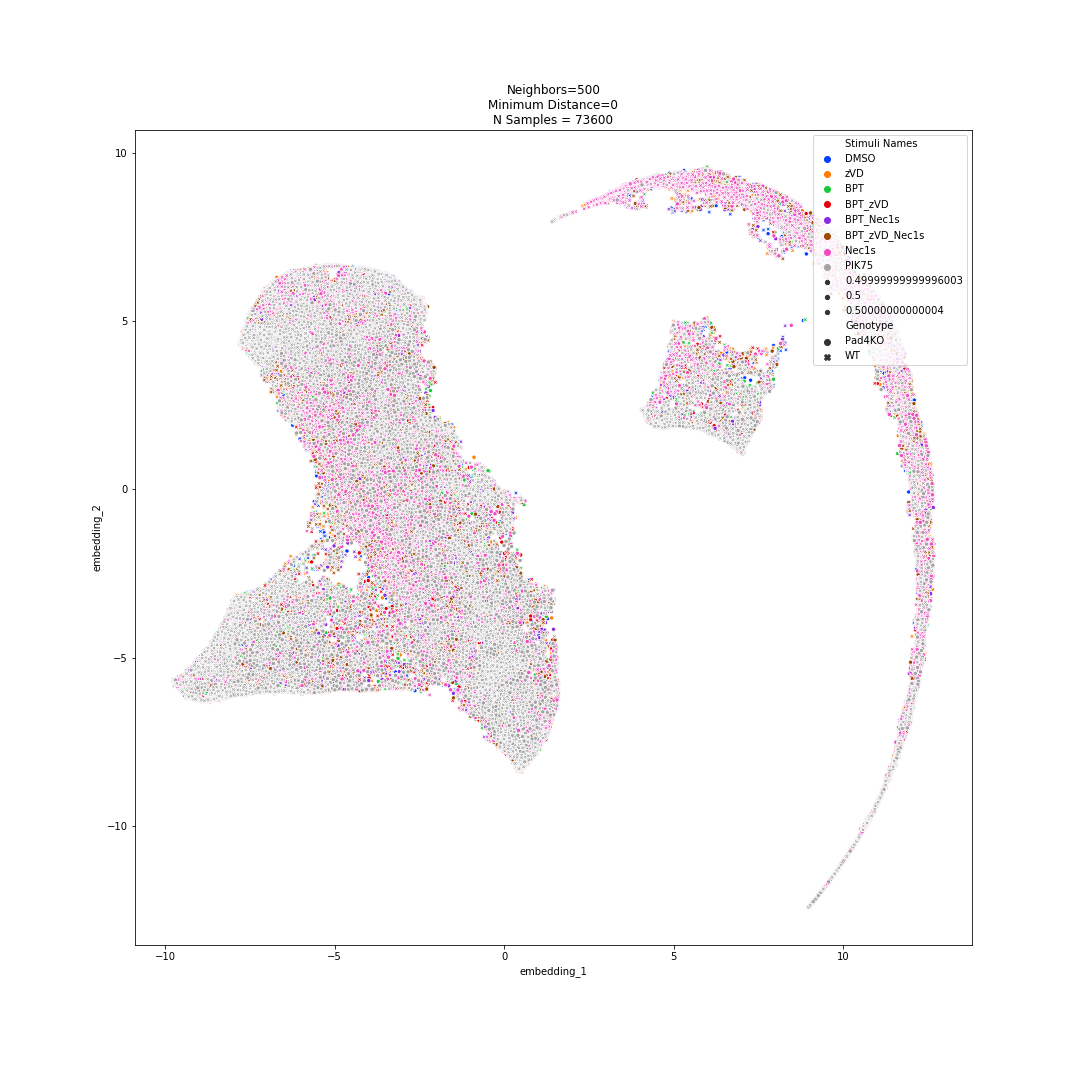 Neighbors=500
Minimum Distance=0
N Samples = 73600
Stimuli Names
DMSO
zVD
BPT
BPT_zVD
BPT_Nec1s
BPT_zVD_Nec1s
Nec1s
PIK75
0.49999999999996003
0.5
0.50000000000004
Genotype
Pad4KO
WT
10
5
0
−5
−10
embedding_2
−10
−5
0
5
10
embedding_1